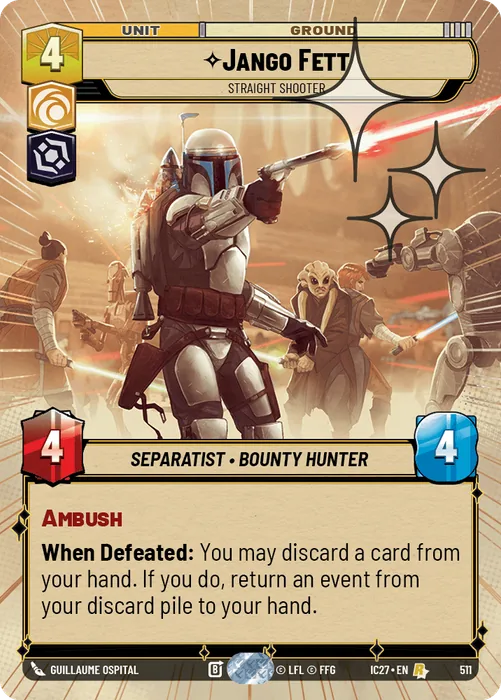 UNIT
GROUND
4
JANGO FETT
STRAIGHT SHOOTER
4
4
SEPARATIST • BOUNTY HUNTER
AMBUSH
When Defeated: You may discard a card from
your hand. If you do, return an event from
your discard pile to your hand.
GUILLAUME OSPITAL
B
© LFL © FFG
IC27 • EN
R
511